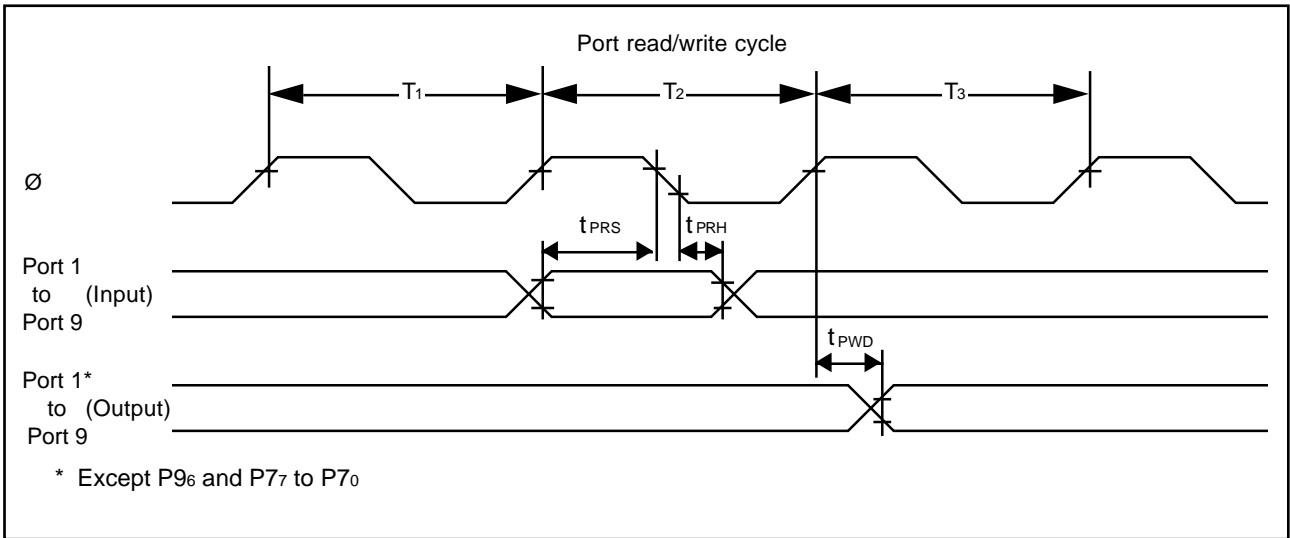 Port read/write cycle
T1 T2 T3
Ø
tPRS tPRH
Port 1
to (Input)
Port 9
tPWD
Port 1*
to (Output)
Port 9
* Except P96 and P77 to P70